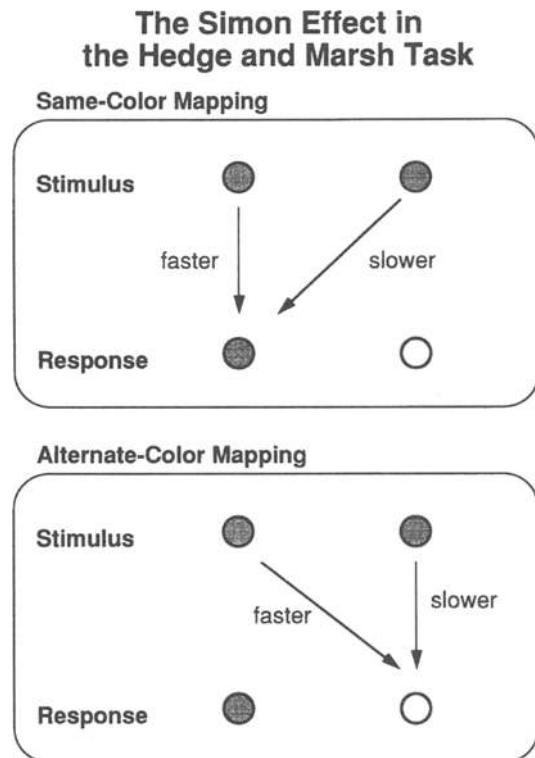 The Simon Effect in
the Hedge and Marsh Task
Same-Color Mapping
Stimulus
faster
slower
Response
Alternate-Color Mapping
Stimulus
faster
slower
Response